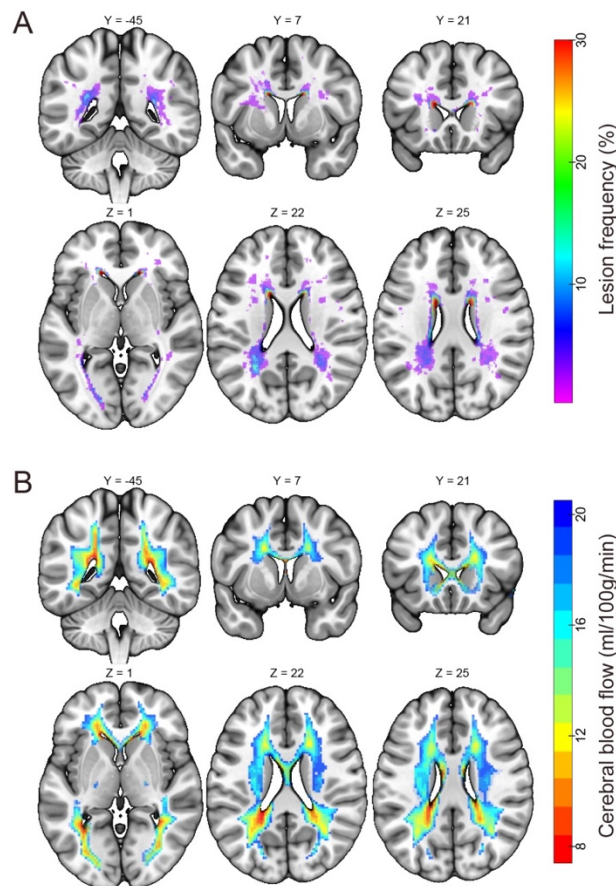 A
Y = -45
Y = 7
Y = 21
Z = 1
Z = 22
Z = 25
30
20
10
Lesion frequency (%)
B
Y = -45
Y = 7
Y = 21
Z = 1
Z = 22
Z = 25
20
16
12
8
Cerebral blood flow (ml/100g/min)